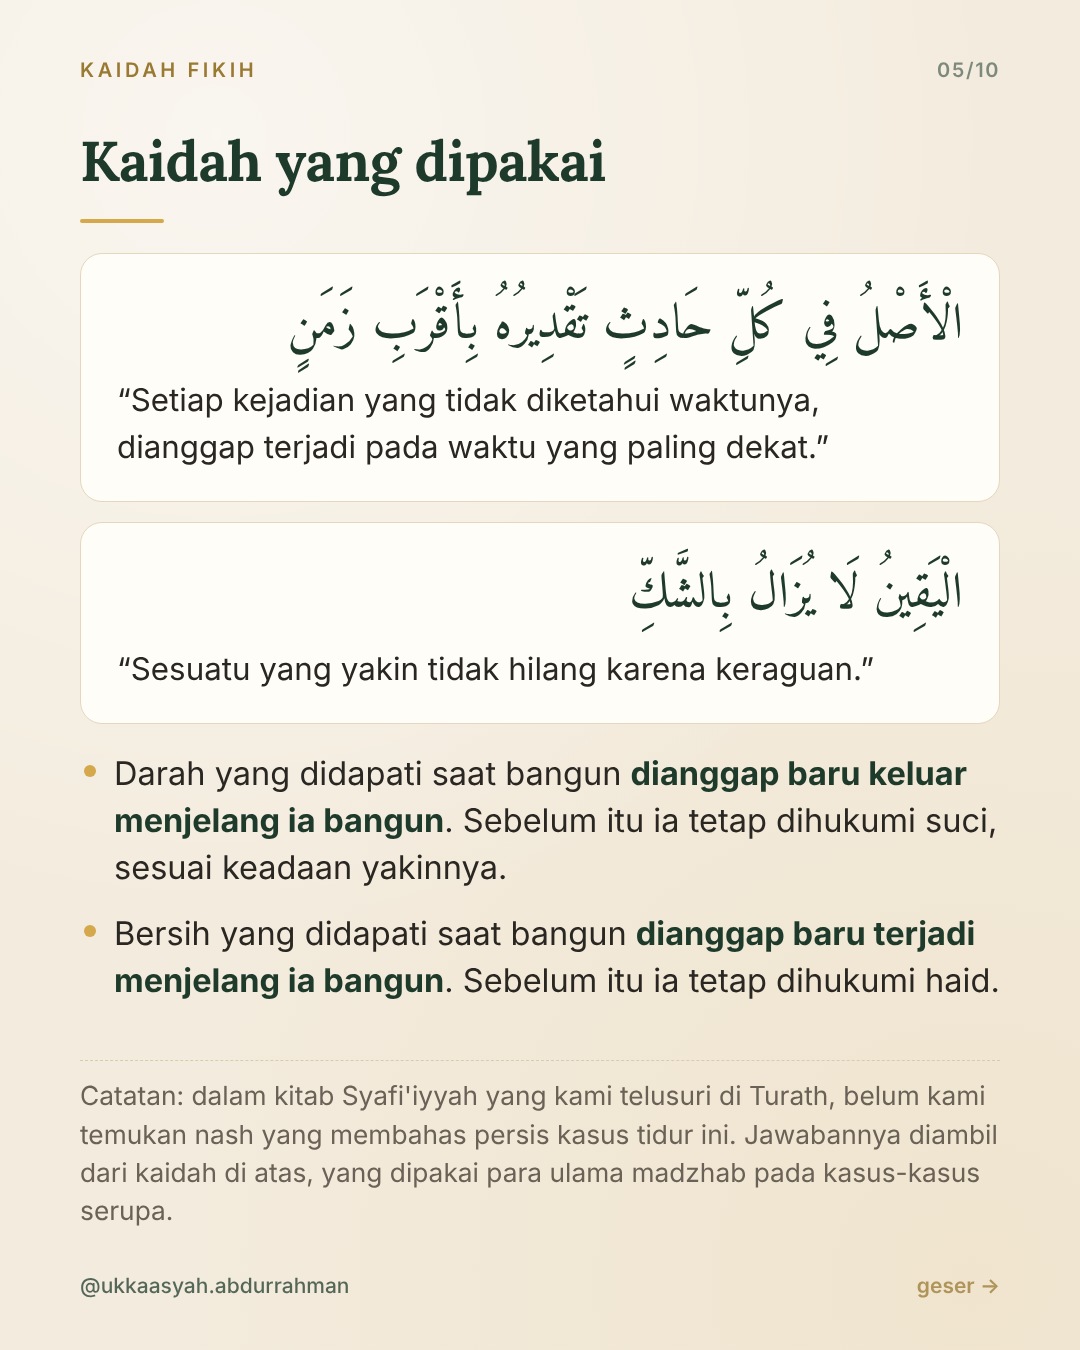 KAIDAH FIKIH
05/10
Kaidah yang dipakai
الْأَصْلُ فِي كُلِّ حَادِثٍ تَقْدِيرُهُ بِأَقْرَبِ زَمَنٍ
“Setiap kejadian yang tidak diketahui waktunya,
dianggap terjadi pada waktu yang paling dekat.”
الْيَقِينُ لَا يُزَالُ بِالشَّكِّ
“Sesuatu yang yakin tidak hilang karena keraguan.”
• Darah yang didapati saat bangun dianggap baru keluar
menjelang ia bangun. Sebelum itu ia tetap dihukumi suci,
sesuai keadaan yakinnya.
• Bersih yang didapati saat bangun dianggap baru terjadi
menjelang ia bangun. Sebelum itu ia tetap dihukumi haid.
Catatan: dalam kitab Syafi'iyyah yang kami telusuri di Turath, belum kami
temukan nash yang membahas persis kasus tidur ini. Jawabannya diambil
dari kaidah di atas, yang dipakai para ulama madzhab pada kasus-kasus
serupa.
@ukkaasyah.abdurrahman
geser →